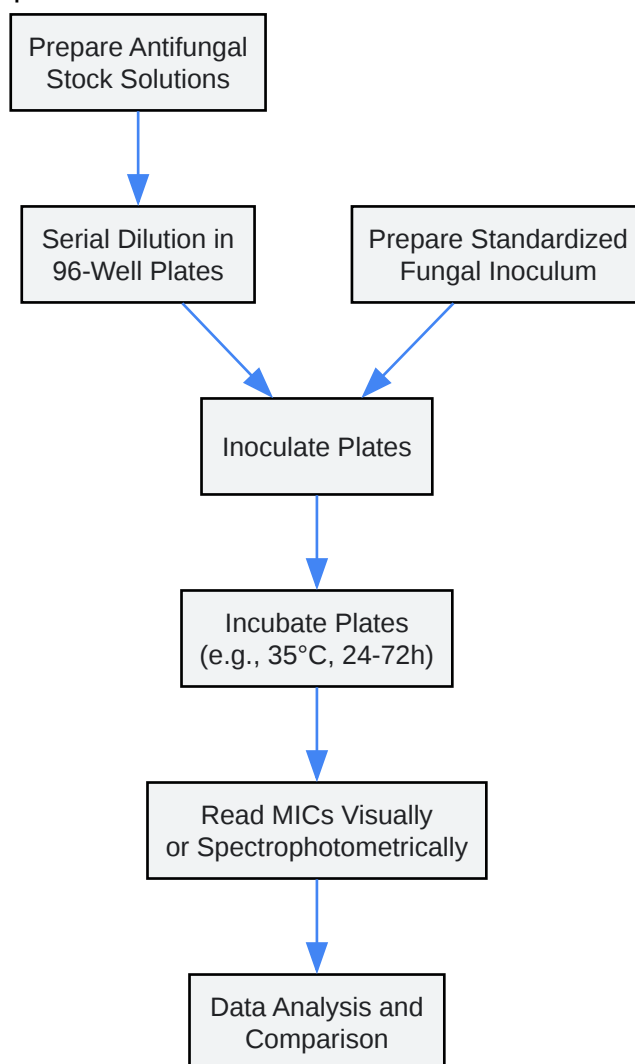 Prepare Antifungal
Stock Solutions
Serial Dilution in
96-Well Plates
Prepare Standardized
Fungal Inoculum
Inoculate Plates
Incubate Plates
(e.g., 35°C, 24-72h)
Read MICs Visually
or Spectrophotometrically
Data Analysis and
Comparison